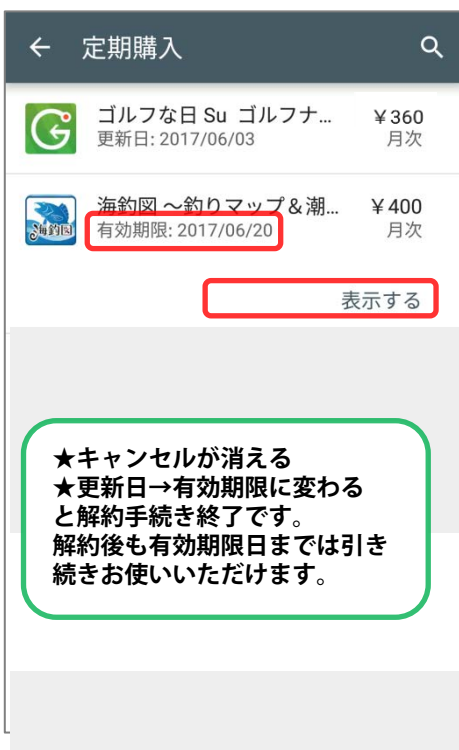 定期購入
ゴルフな日 Su ゴルフナ... ￥360
更新日: 2017/06/03 月次
海釣図 ～釣りマップ＆潮... ￥400
海釣図
有効期限: 2017/06/20 月次
表示する
★キャンセルが消える
★更新日→有効期限に変わる
と解約手続き終了です。
解約後も有効期限日までは引き
続きお使いいただけます。